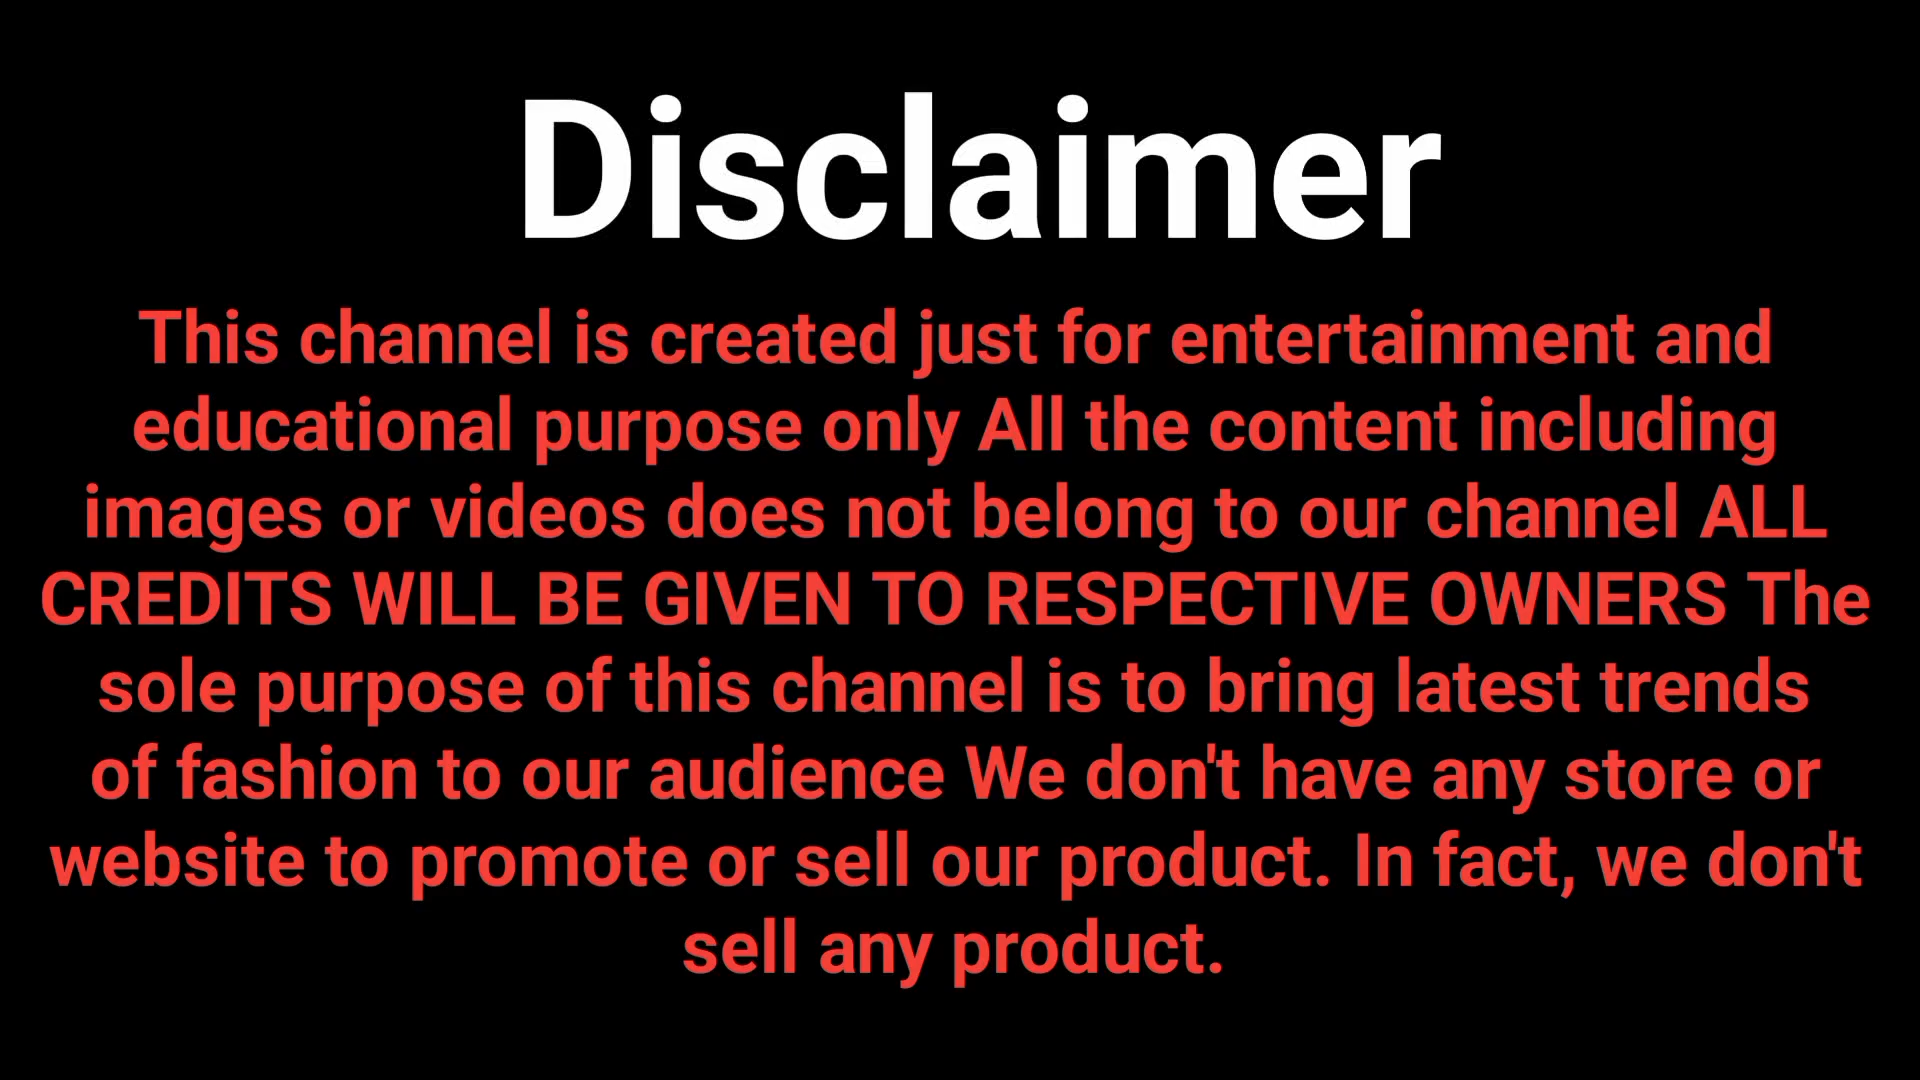 Disclaimer
This channel is created just for entertainment and
educational purpose only All the content including
images or videos does not belong to our channel ALL
CREDITS WILL BE GIVEN TO RESPECTIVE OWNERS The
sole purpose of this channel is to bring latest trends
of fashion to our audience We don't have any store or
website to promote or sell our product. In fact, we don't
sell any product.